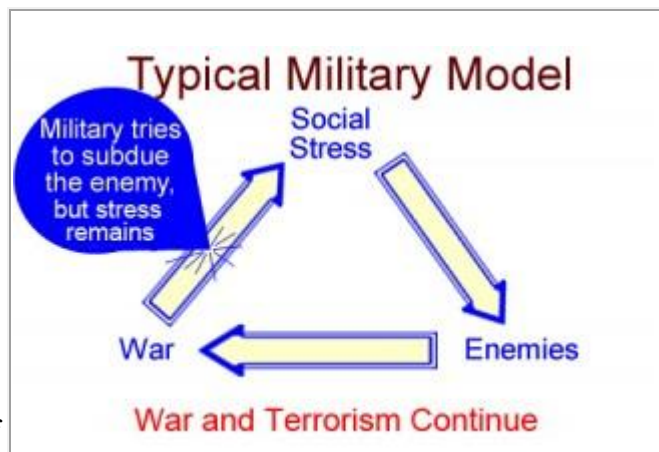 Typical Military Model
Social
Stress
Military tries
to subdue
the enemy,
but stress
remains
War
Enemies
War and Terrorism Continue